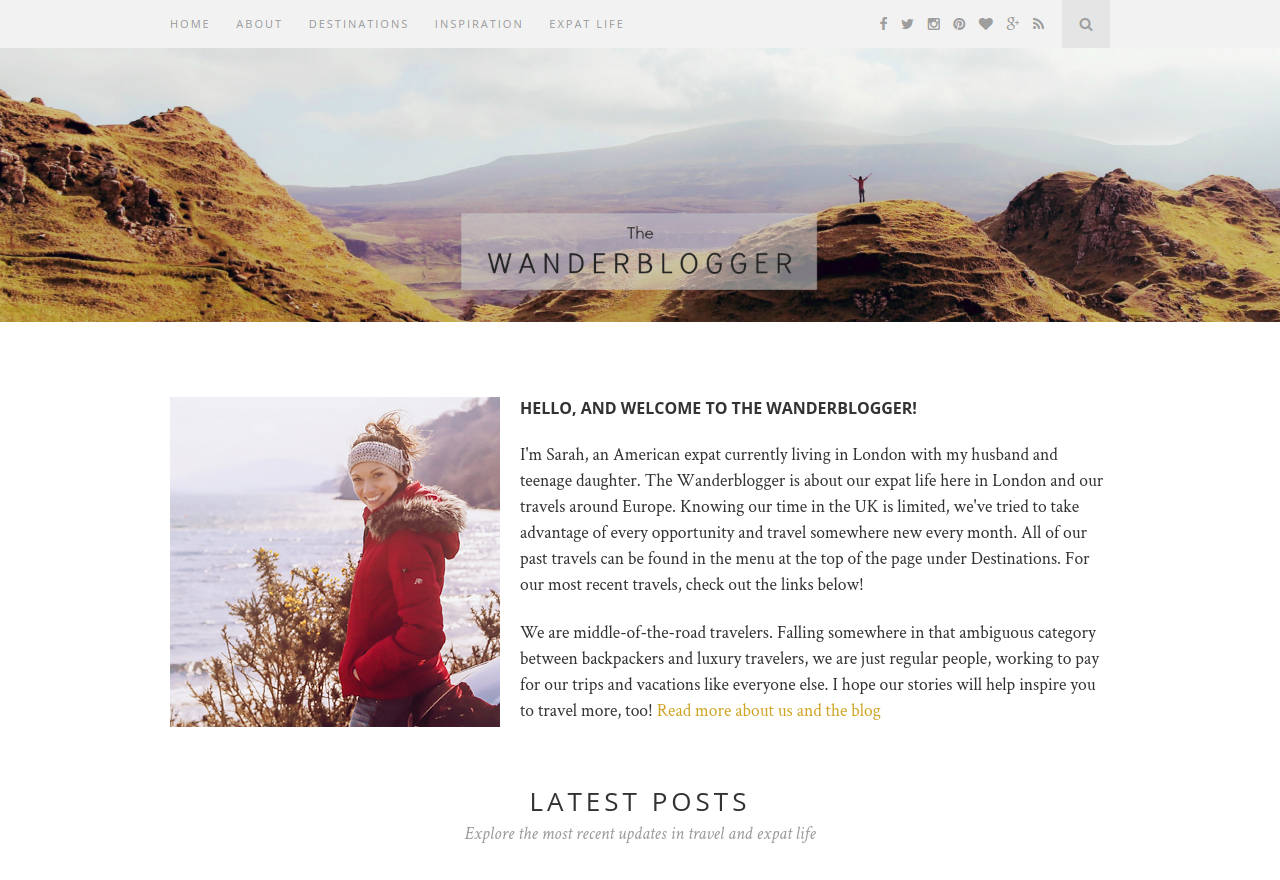 HOME ABOUT DESTINATIONS INSPIRATION EXPAT LIFE
The
WANDERBLOGGER
HELLO, AND WELCOME TO THE WANDERBLOGGER!
I'm Sarah, an American expat currently living in London with my husband and
teenage daughter. The Wanderblogger is about our expat life here in London and our
travels around Europe. Knowing our time in the UK is limited, we've tried to take
advantage of every opportunity and travel somewhere new every month. All of our
past travels can be found in the menu at the top of the page under Destinations. For
our most recent travels, check out the links below!
We are middle-of-the-road travelers. Falling somewhere in that ambiguous category
between backpackers and luxury travelers, we are just regular people, working to pay
for our trips and vacations like everyone else. I hope our stories will help inspire you
to travel more, too! Read more about us and the blog
LATEST POSTS
Explore the most recent updates in travel and expat life